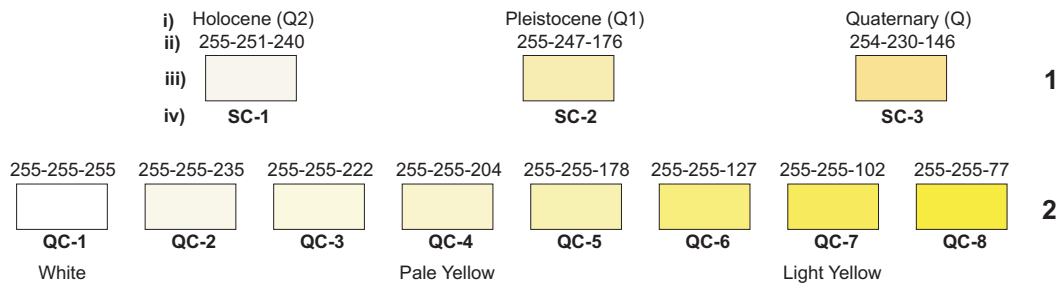 i) Holocene (Q2) Pleistocene (Q1) Quaternary (Q)
ii) 255-251-240 255-247-176 254-230-146
iii) 1
iv) SC-1 SC-2 SC-3
255-255-255 255-255-235 255-255-222 255-255-204 255-255-178 255-255-127 255-255-102 255-255-77
2
QC-1 QC-2 QC-3 QC-4 QC-5 QC-6 QC-7 QC-8
White Pale Yellow Light Yellow